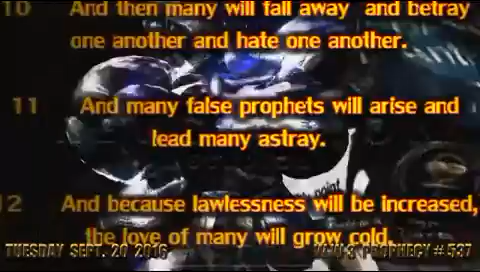 10 And then many will fall away and betray
one another and hate one another.
11 And many false prophets will arise and
lead many astray.
12 And because lawlessness will be increased,
the love of many will grow cold.
TUESDAY SEPT. 20 2016
PROPHECY #537